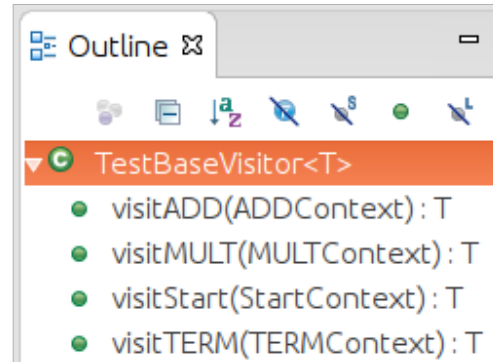 Outline
TestBaseVisitor<T>
visitADD(ADDContext) : T
visitMULT(MULTContext) : T
visitStart(StartContext) : T
visitTERM(TERMContext) : T